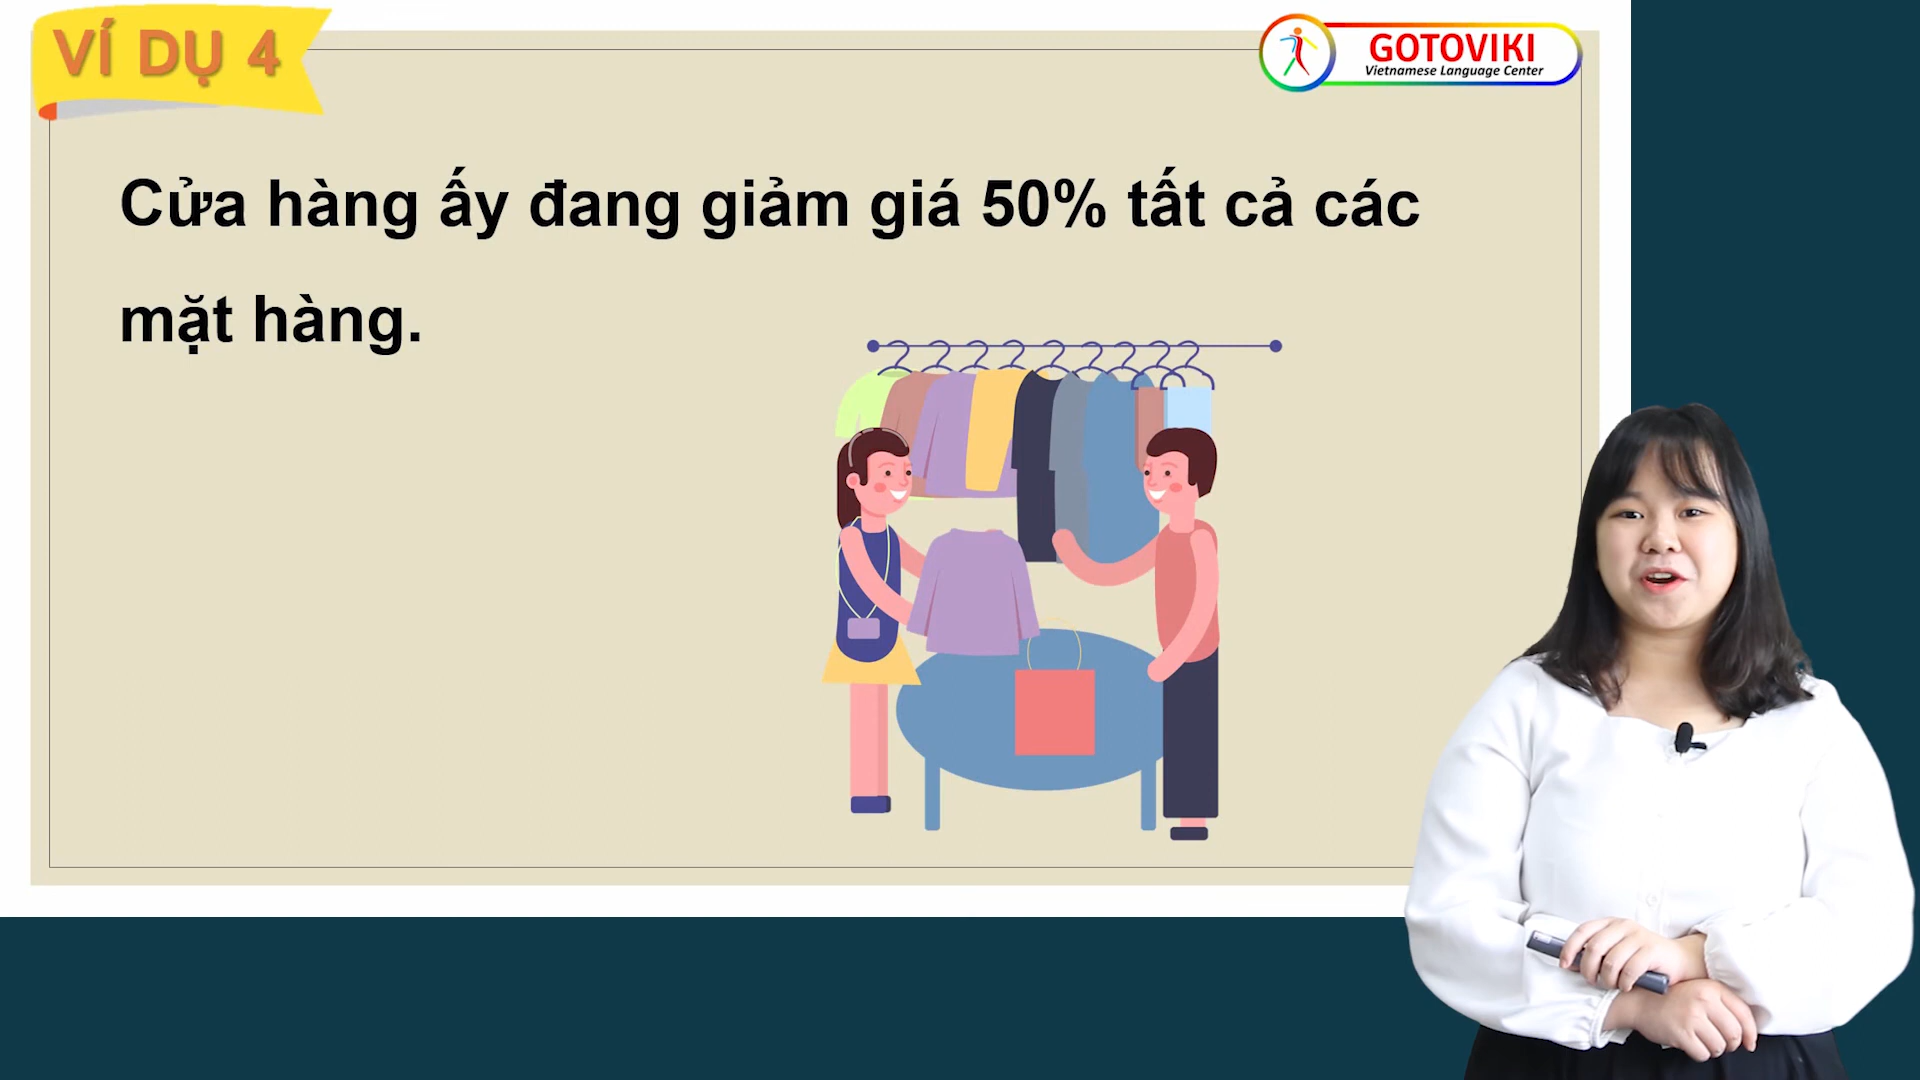 VÍ DỤ 4
GOTOVIKI
Vietnamese Language Center
Cửa hàng ấy đang giảm giá 50% tất cả các
mặt hàng.